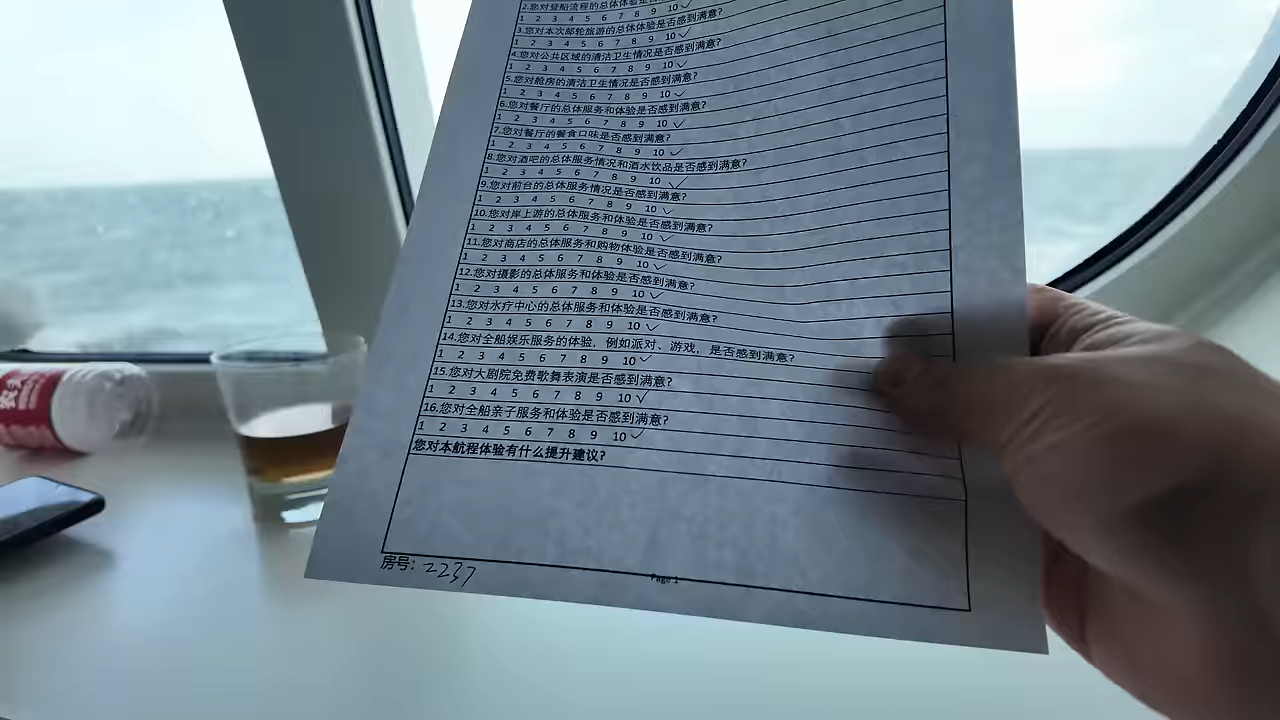 2.您对登船流程的总体体验是
1 2 3 4 5 6 7 8 9 10 ✓
3.您对本次邮轮旅游的总体体验是否感到满意?
1 2 3 4 5 6 7 8 9 10 ✓
4.您对公共区域的清洁卫生情况是否感到满意?
1 2 3 4 5 6 7 8 9 10 ✓
5.您对舱房的清洁卫生情况是否感到满意?
1 2 3 4 5 6 7 8 9 10 ✓
6.您对餐厅的总体服务和体验是否感到满意?
1 2 3 4 5 6 7 8 9 10 ✓
7.您对餐厅的餐食口味是否感到满意?
1 2 3 4 5 6 7 8 9 10 ✓
8.您对酒吧的总体服务情况和酒水饮品是否感到满意?
1 2 3 4 5 6 7 8 9 10 ✓
9.您对前台的总体服务情况是否感到满意?
1 2 3 4 5 6 7 8 9 10 ✓
10.您对岸上游的总体服务和体验是否感到满意?
1 2 3 4 5 6 7 8 9 10 ✓
11.您对商店的总体服务和购物体验是否感到满意?
1 2 3 4 5 6 7 8 9 10 ✓
12.您对摄影的总体服务和体验是否感到满意?
1 2 3 4 5 6 7 8 9 10 ✓
13.您对水疗中心的总体服务和体验是否感到满意?
1 2 3 4 5 6 7 8 9 10 ✓
14.您对全船娱乐服务的体验，例如派对、游戏，是否感到满意?
1 2 3 4 5 6 7 8 9 10 ✓
15.您对大剧院免费歌舞表演是否感到满意?
1 2 3 4 5 6 7 8 9 10 ✓
16.您对全船亲子服务和体验是否感到满意?
1 2 3 4 5 6 7 8 9 10 ✓
您对本航程体验有什么提升建议?
房号: 2237
Page 1